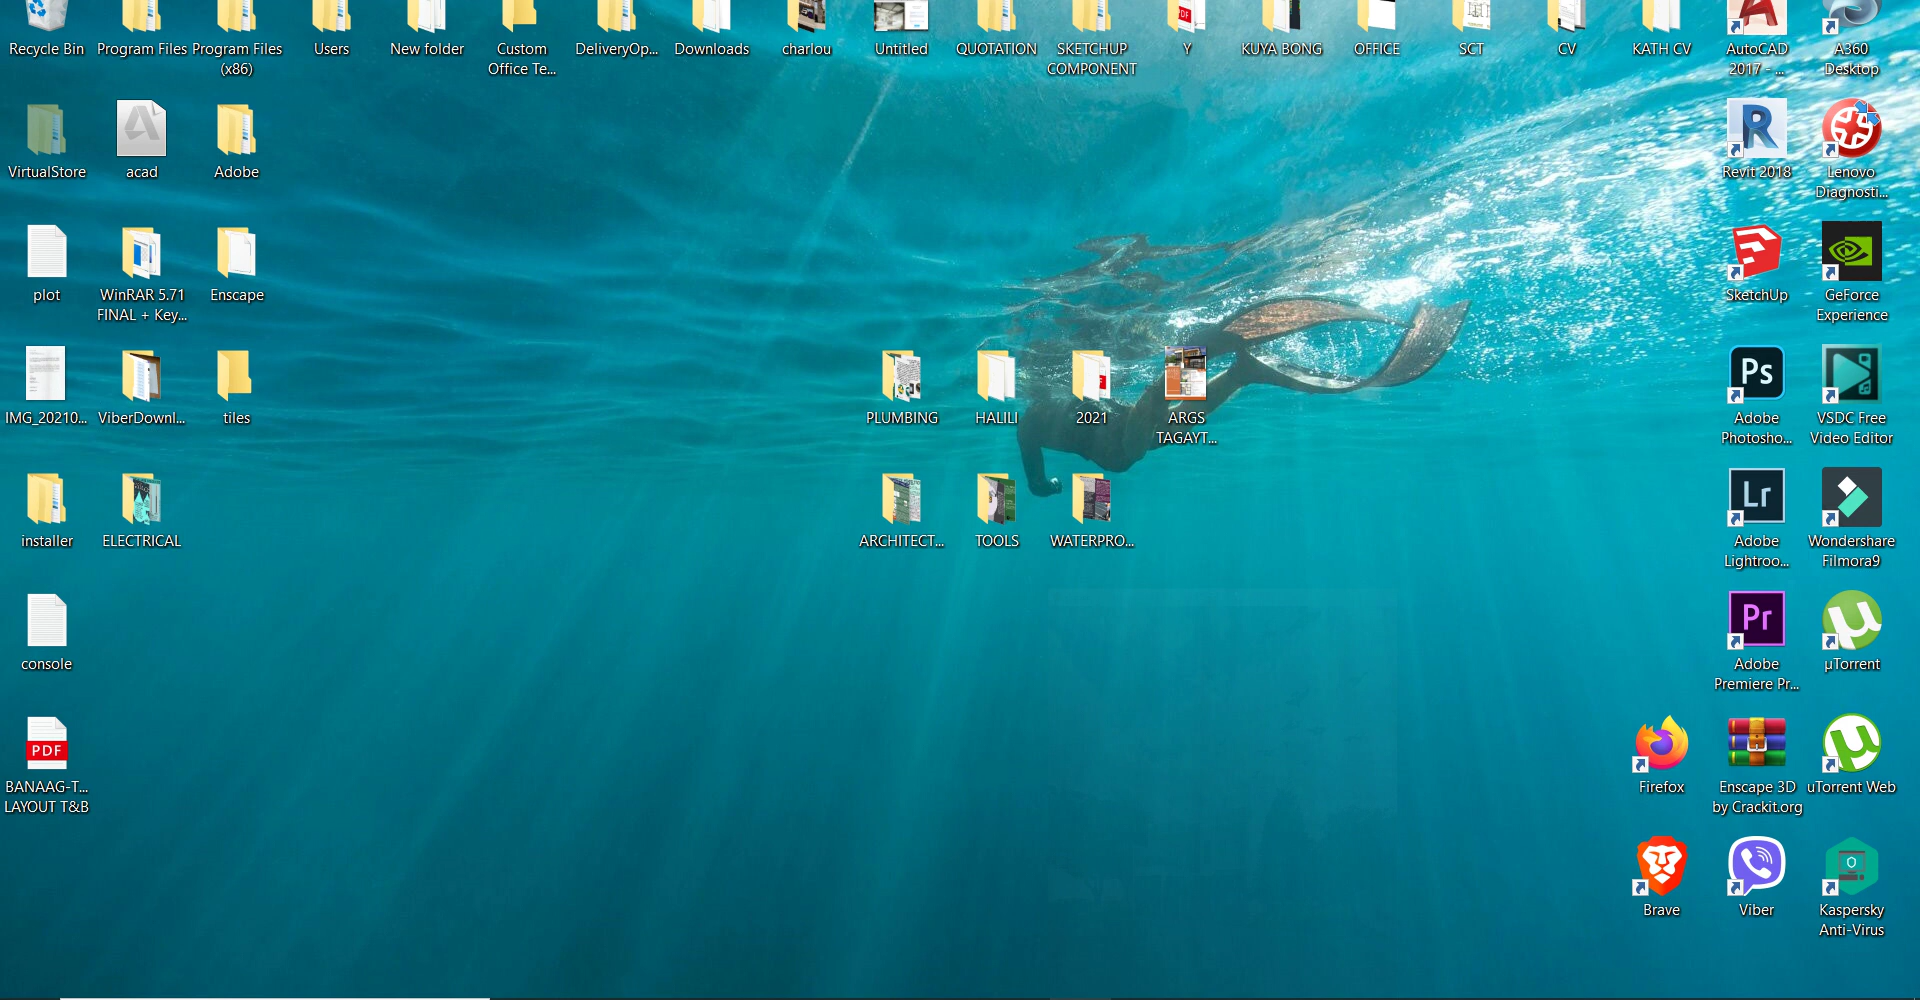 Recycle Bin
Program Files
Program Files
(x86)
Users
New folder
Custom
Office Te...
DeliveryOp...
Downloads
charlou
Untitled
QUOTATION
SKETCHUP
COMPONENT
Y
KUYA BONG
OFFICE
SCT
CV
KATH CV
AutoCAD
2017 - ...
A360
Desktop
VirtualStore
acad
Adobe
Revit 2018
Lenovo
Diagnosti...
plot
WinRAR 5.71
FINAL + Key...
Enscape
SketchUp
GeForce
Experience
IMG_20210...
ViberDownl...
tiles
PLUMBING
HALILI
2021
ARGS
TAGAYT...
Ps
Adobe
Photosho...
VSDC Free
Video Editor
installer
ELECTRICAL
ARCHITECT...
TOOLS
WATERPRO...
Lr
Adobe
Lightroo...
Wondershare
Filmora9
console
Pr
Adobe
Premiere Pr...
µTorrent
PDF
BANAAG-T...
LAYOUT T&B
Firefox
Enscape 3D
by Crackit.org
uTorrent Web
Brave
Viber
Kaspersky
Anti-Virus